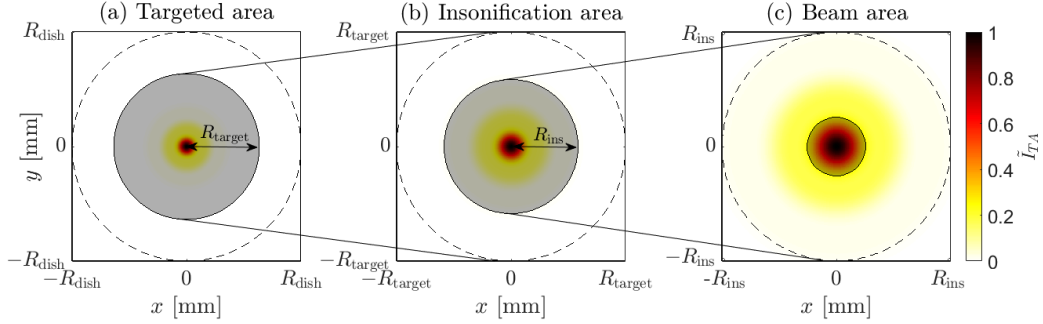 (a) Targeted area
(b) Insonification area
(c) Beam area
R_dish
0
−R_dish
y [mm]
R_target
−R_dish 0 R_dish
x [mm]
R_target
0
−R_target
R_ins
−R_target 0 R_target
x [mm]
R_ins
0
−R_ins
-R_ins 0 R_ins
x [mm]
1
0.8
0.6
0.4
0.2
0
Ĩ_TA